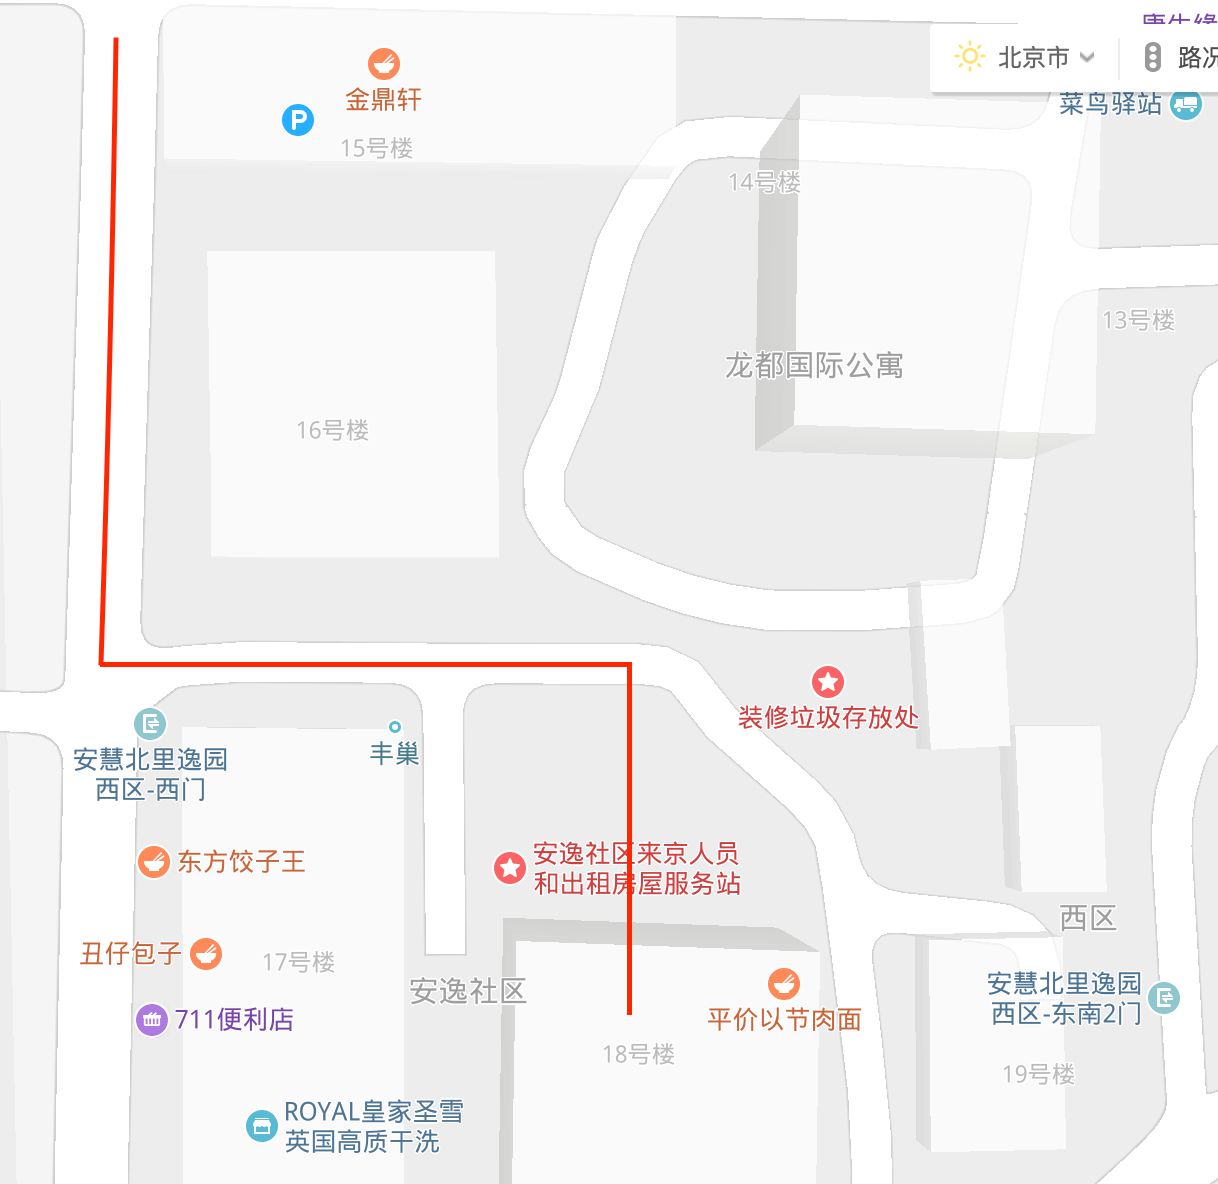 北京市
路况
菜鸟驿站
金鼎轩
P
15号楼
14号楼
13号楼
龙都国际公寓
16号楼
装修垃圾存放处
安慧北里逸园
西区-西门
丰巢
东方饺子王
安逸社区来京人员
和出租房屋服务站
西区
丑仔包子
17号楼
安逸社区
安慧北里逸园
西区-东南2门
711便利店
平价以节肉面
18号楼
19号楼
ROYAL皇家圣雪
英国高质干洗